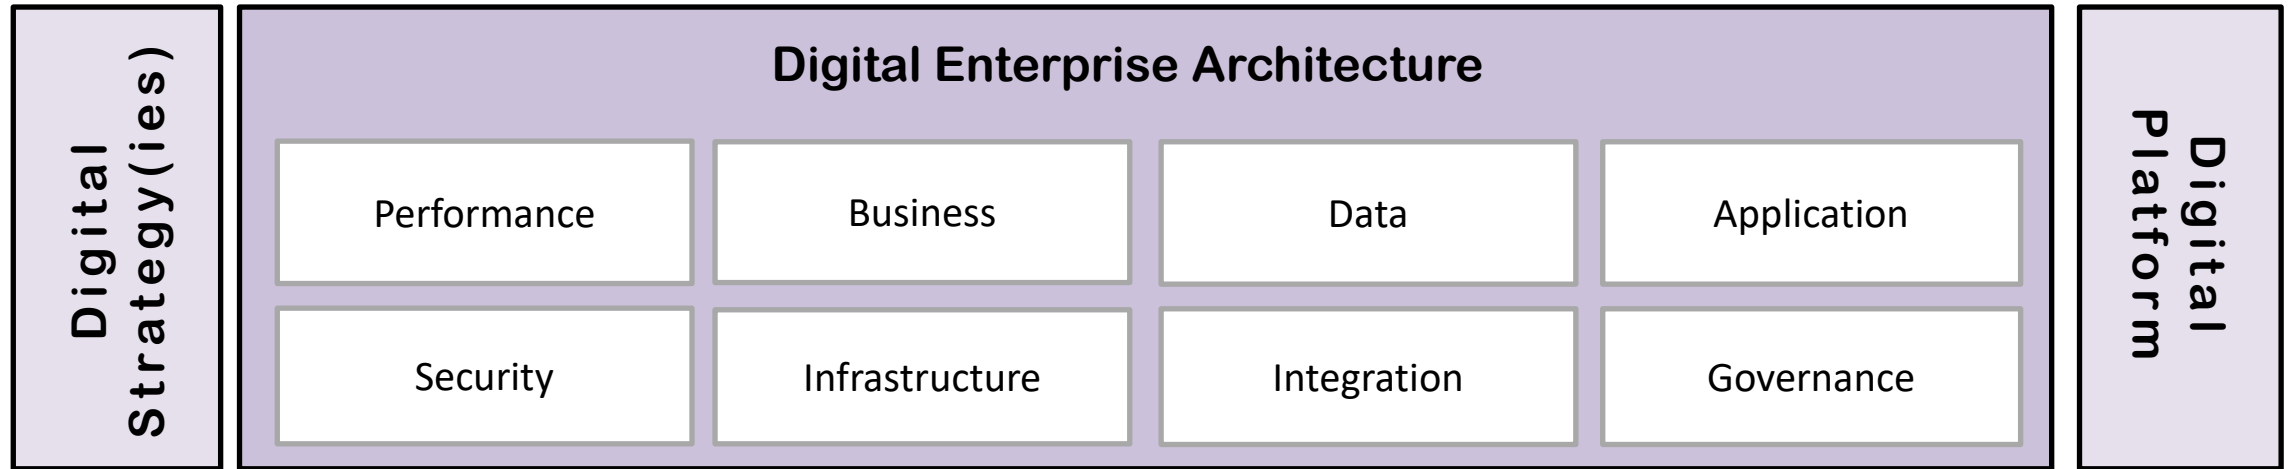 Digital
Strategy(ies)
Digital Enterprise Architecture
Performance
Business
Data
Application
Security
Infrastructure
Integration
Governance
Digital
Platform